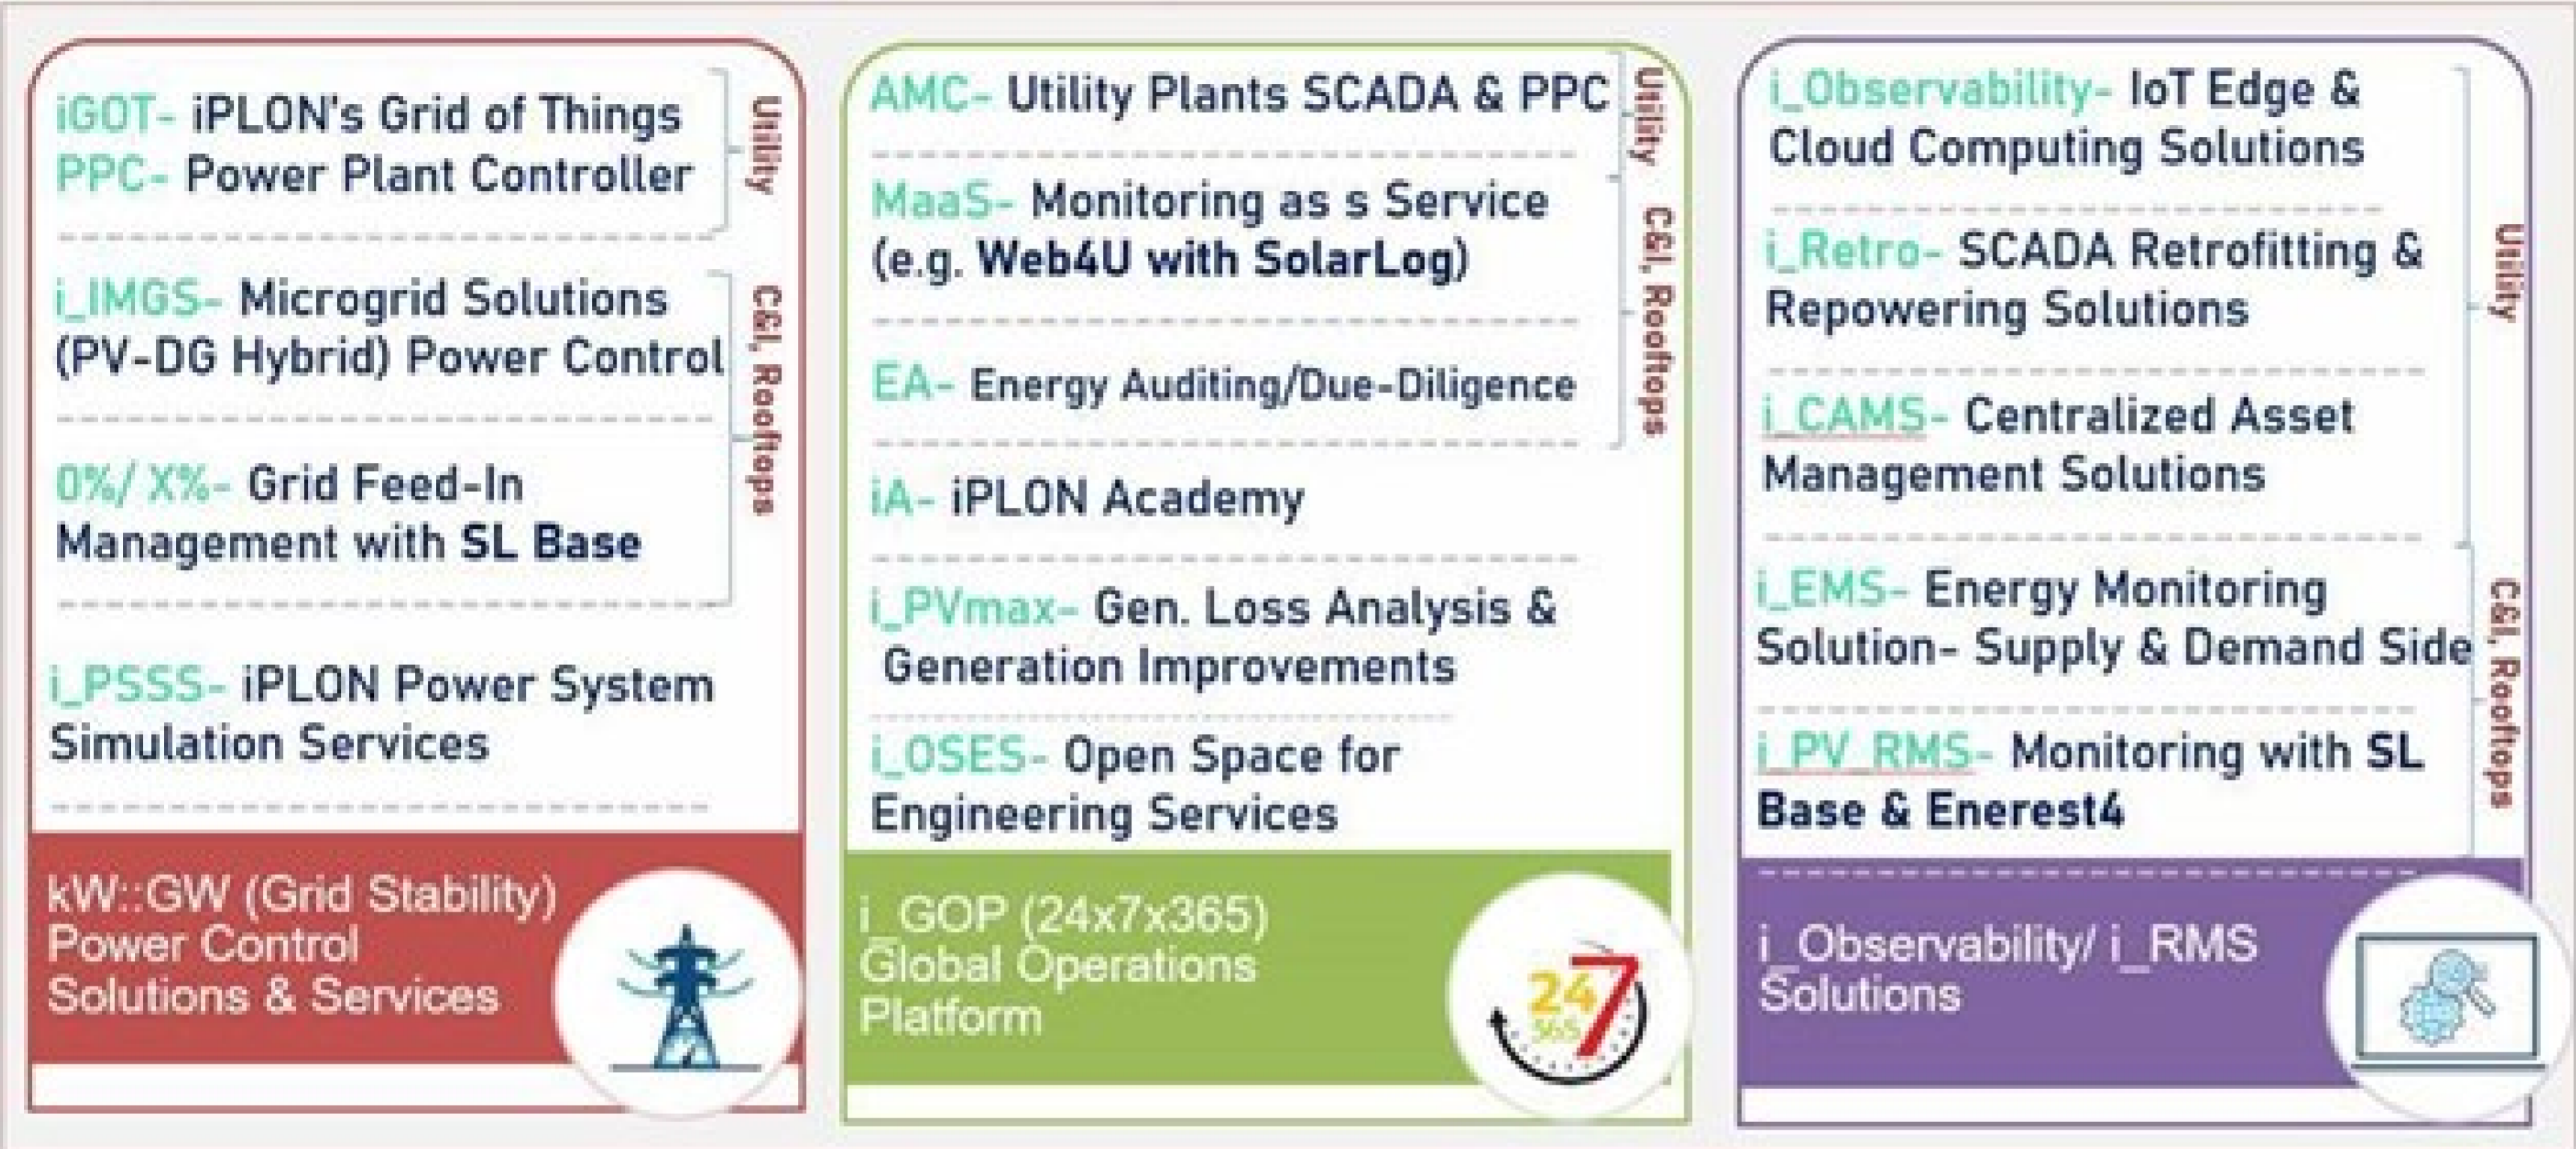 iGOT- iPLON's Grid of Things
PPC- Power Plant Controller
Utility
i_IMGS- Microgrid Solutions
(PV-DG Hybrid) Power Control
0%/ X%- Grid Feed-In
Management with SL Base
C&I, Rooftops
i_PSSS- iPLON Power System
Simulation Services
kW::GW (Grid Stability)
Power Control
Solutions & Services
AMC- Utility Plants SCADA & PPC
Utility
MaaS- Monitoring as s Service
(e.g. Web4U with SolarLog)
EA- Energy Auditing/Due-Diligence
C&I, Rooftops
iA- iPLON Academy
i_PVmax- Gen. Loss Analysis &
Generation Improvements
i_OSES- Open Space for
Engineering Services
i_GOP (24x7x365)
Global Operations
Platform
24 7
365
i_Observability- IoT Edge &
Cloud Computing Solutions
i_Retro- SCADA Retrofitting &
Repowering Solutions
i_CAMS- Centralized Asset
Management Solutions
Utility
i_EMS- Energy Monitoring
Solution- Supply & Demand Side
i_PV_RMS- Monitoring with SL
Base & Enerest4
C&I, Rooftops
i_Observability/ i_RMS
Solutions